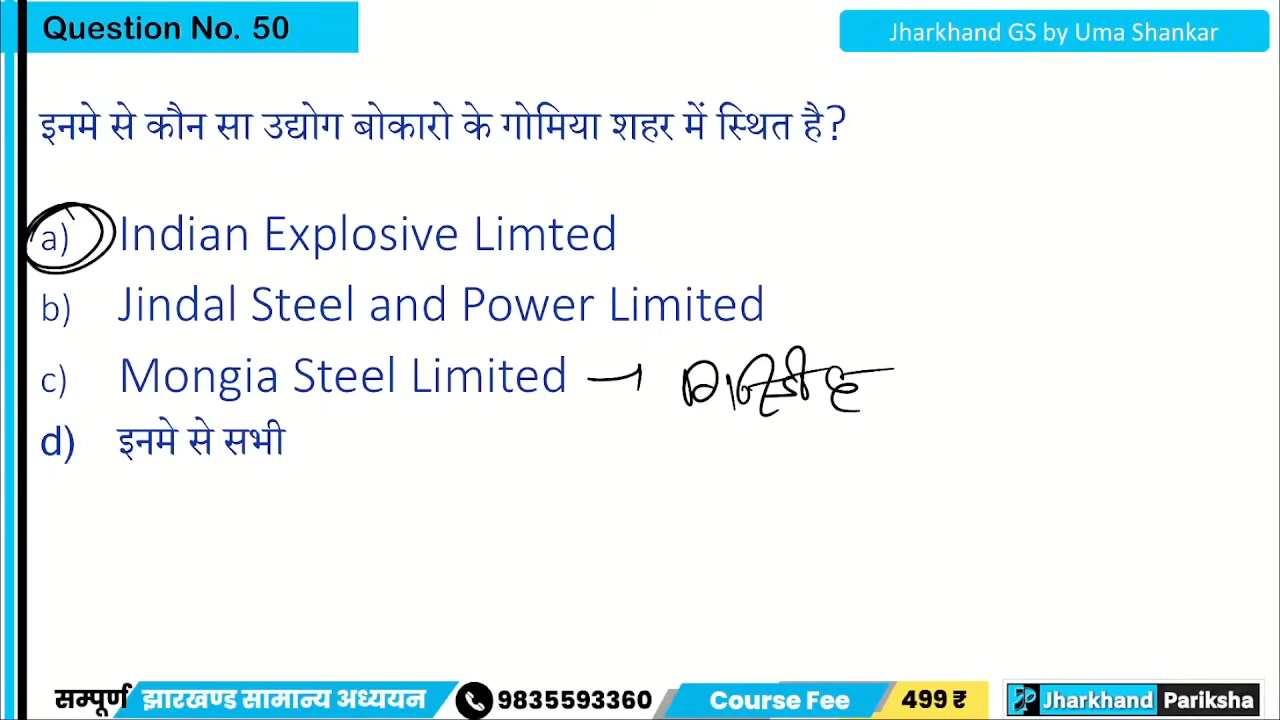 Question No. 50
Jharkhand GS by Uma Shankar
इनमे से कौन सा उद्योग बोकारो के गोमिया शहर में स्थित है?
a) Indian Explosive Limted
b) Jindal Steel and Power Limited
c) Mongia Steel Limited
d) इनमे से सभी
सम्पूर्ण झारखण्ड सामान्य अध्ययन 9835593360 Course Fee 499 ₹ JP Jharkhand Pariksha